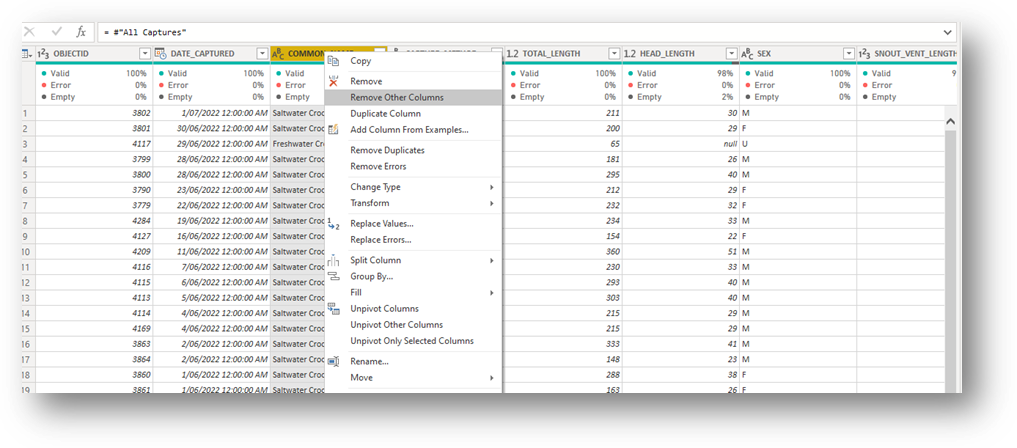 fx = #"All Captures"
1²3 OBJECTID DATE_CAPTURED ABC COMMON_NAME 1.2 TOTAL_LENGTH 1.2 HEAD_LENGTH ABC SEX 1²3 SNOUT_VENT_LENGTH
Valid 100% Valid 100% Valid Valid 100% Valid 98% Valid 100% Valid 9
Error 0% Error 0% Error Error 0% Error 0% Error 0% Error
Empty 0% Empty 0% Empty Empty 0% Empty 2% Empty 0% Empty
1 3802 1/07/2022 12:00:00 AM Saltwater Croc 211 30 M
2 3801 30/06/2022 12:00:00 AM Saltwater Croc 200 29 F
3 4117 29/06/2022 12:00:00 AM Freshwater Cr 65 null U
4 3799 28/06/2022 12:00:00 AM Saltwater Croc 181 26 M
5 3800 28/06/2022 12:00:00 AM Saltwater Croc 295 40 M
6 3790 23/06/2022 12:00:00 AM Saltwater Croc 212 29 F
7 3779 22/06/2022 12:00:00 AM Saltwater Croc 232 32 F
8 4284 19/06/2022 12:00:00 AM Saltwater Croc 234 33 M
9 4127 16/06/2022 12:00:00 AM Saltwater Croc 154 22 F
10 4209 11/06/2022 12:00:00 AM Saltwater Croc 360 51 M
11 4116 7/06/2022 12:00:00 AM Saltwater Croc 230 33 M
12 4115 6/06/2022 12:00:00 AM Saltwater Croc 293 40 M
13 4113 5/06/2022 12:00:00 AM Saltwater Croc 303 40 M
14 4114 4/06/2022 12:00:00 AM Saltwater Croc 215 29 M
15 4169 4/06/2022 12:00:00 AM Saltwater Croc 215 29 M
16 3863 2/06/2022 12:00:00 AM Saltwater Croc 333 41 M
17 3864 2/06/2022 12:00:00 AM Saltwater Croc 148 23 M
18 3860 1/06/2022 12:00:00 AM Saltwater Croc 288 38 F
19 3861 1/06/2022 12:00:00 AM Saltwater Croc 163 26 F
Copy
Remove
Remove Other Columns
Duplicate Column
Add Column From Examples...
Remove Duplicates
Remove Errors
Change Type
Transform
Replace Values...
Replace Errors...
Split Column
Group By...
Fill
Unpivot Columns
Unpivot Other Columns
Unpivot Only Selected Columns
Rename...
Move